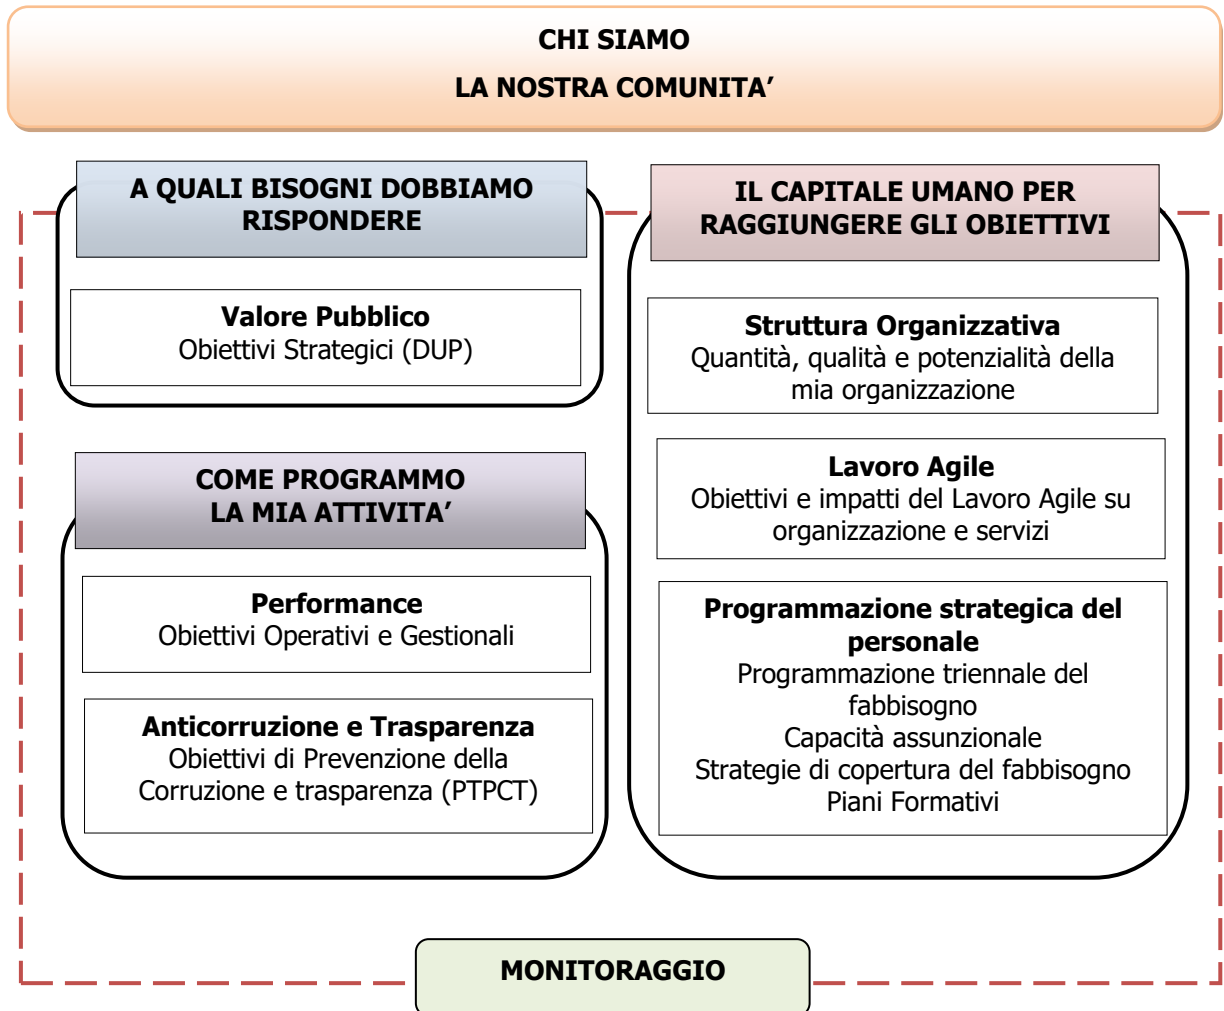 CHI SIAMO
LA NOSTRA COMUNITA’
A QUALI BISOGNI DOBBIAMO
RISPONDERE
Valore Pubblico
Obiettivi Strategici (DUP)
COME PROGRAMMO
LA MIA ATTIVITA’
Performance
Obiettivi Operativi e Gestionali
Anticorruzione e Trasparenza
Obiettivi di Prevenzione della
Corruzione e trasparenza (PTPCT)
IL CAPITALE UMANO PER
RAGGIUNGERE GLI OBIETTIVI
Struttura Organizzativa
Quantità, qualità e potenzialità della
mia organizzazione
Lavoro Agile
Obiettivi e impatti del Lavoro Agile su
organizzazione e servizi
Programmazione strategica del
personale
Programmazione triennale del
fabbisogno
Capacità assunzionale
Strategie di copertura del fabbisogno
Piani Formativi
MONITORAGGIO